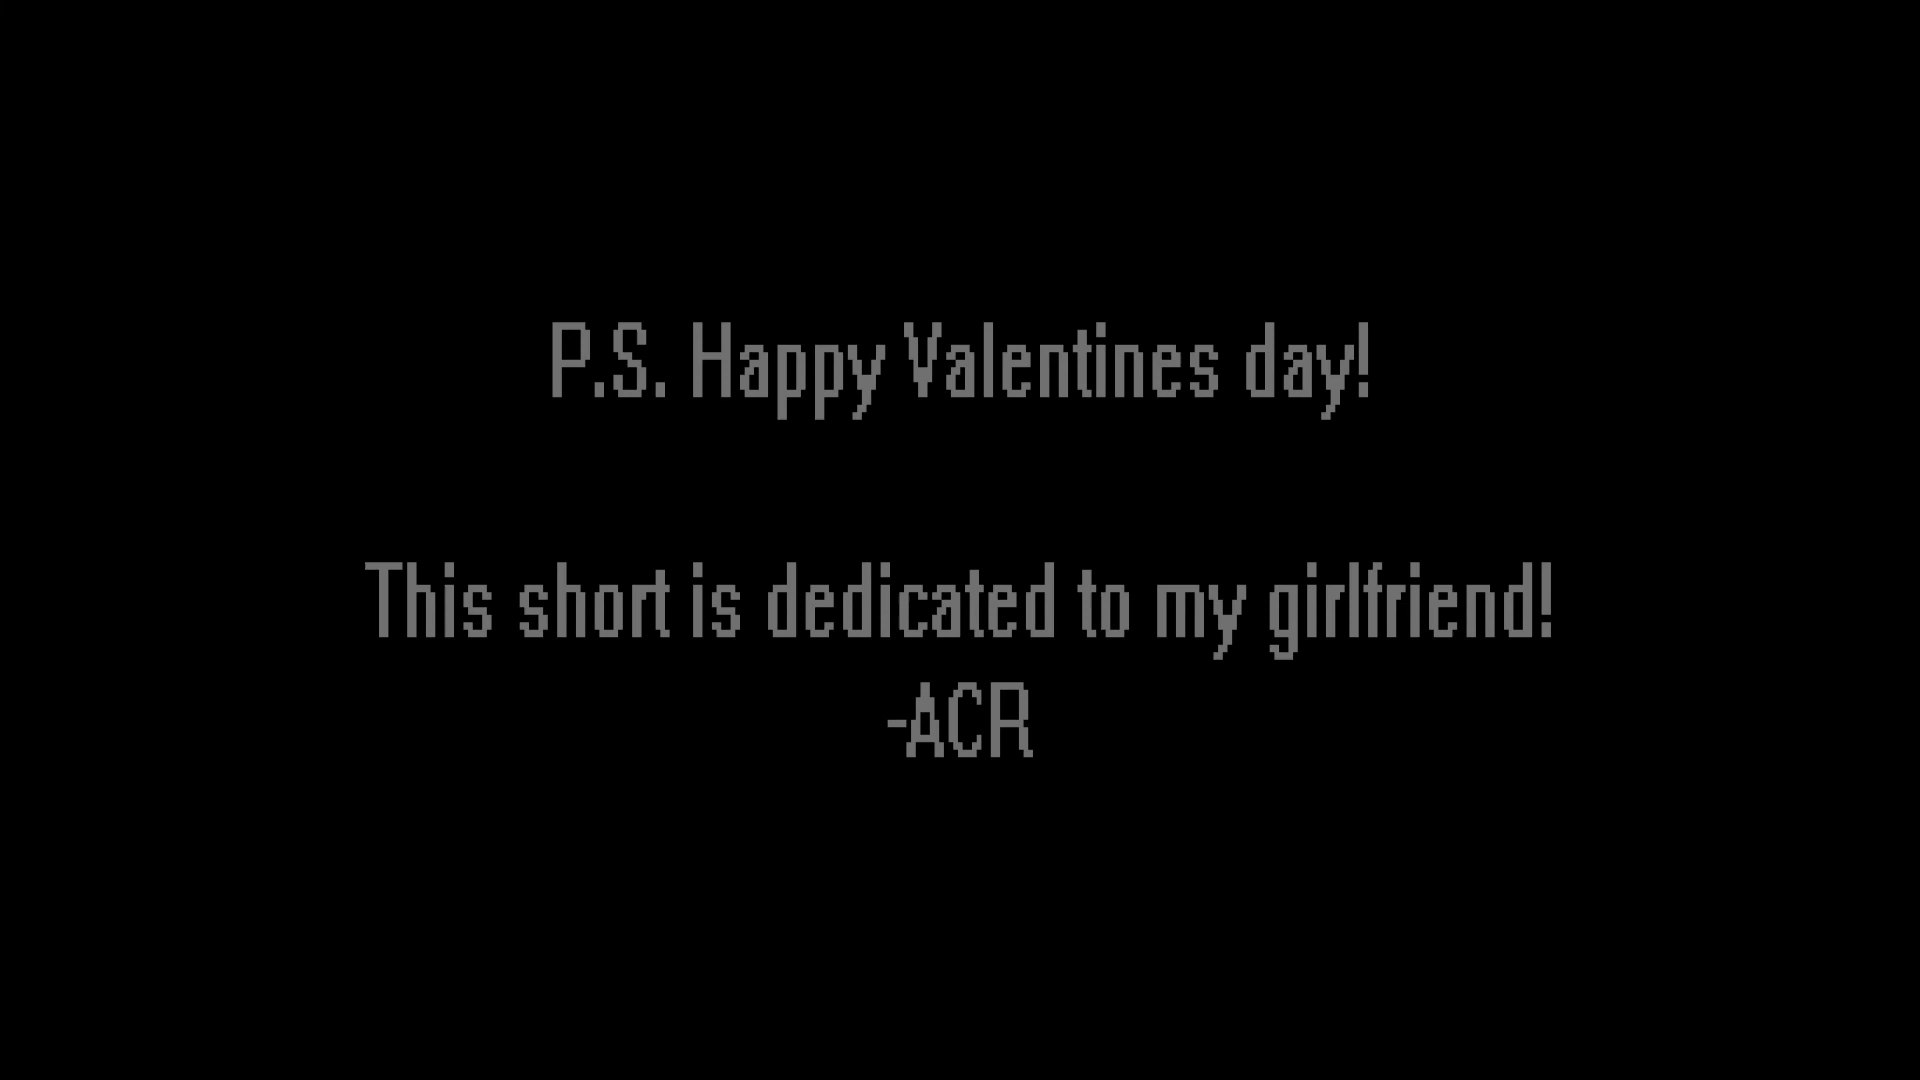 P.S. Happy Valentines day!
This short is dedicated to my girlfriend!
-ACR